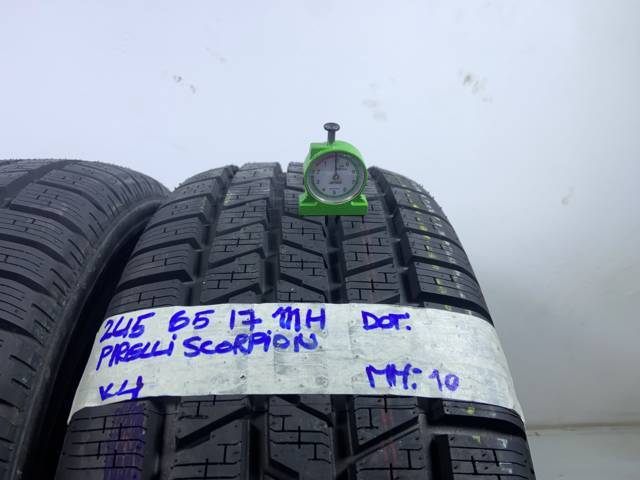 245 65 17 111H DOT:
PIRELLI SCORPION
x4 MM: 10